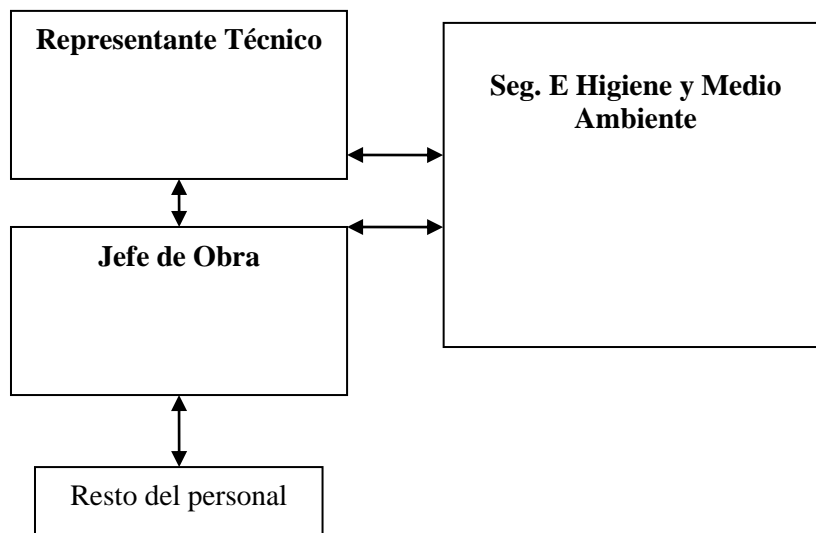 Representante Técnico
Seg. E Higiene y Medio
Ambiente
Jefe de Obra
Resto del personal